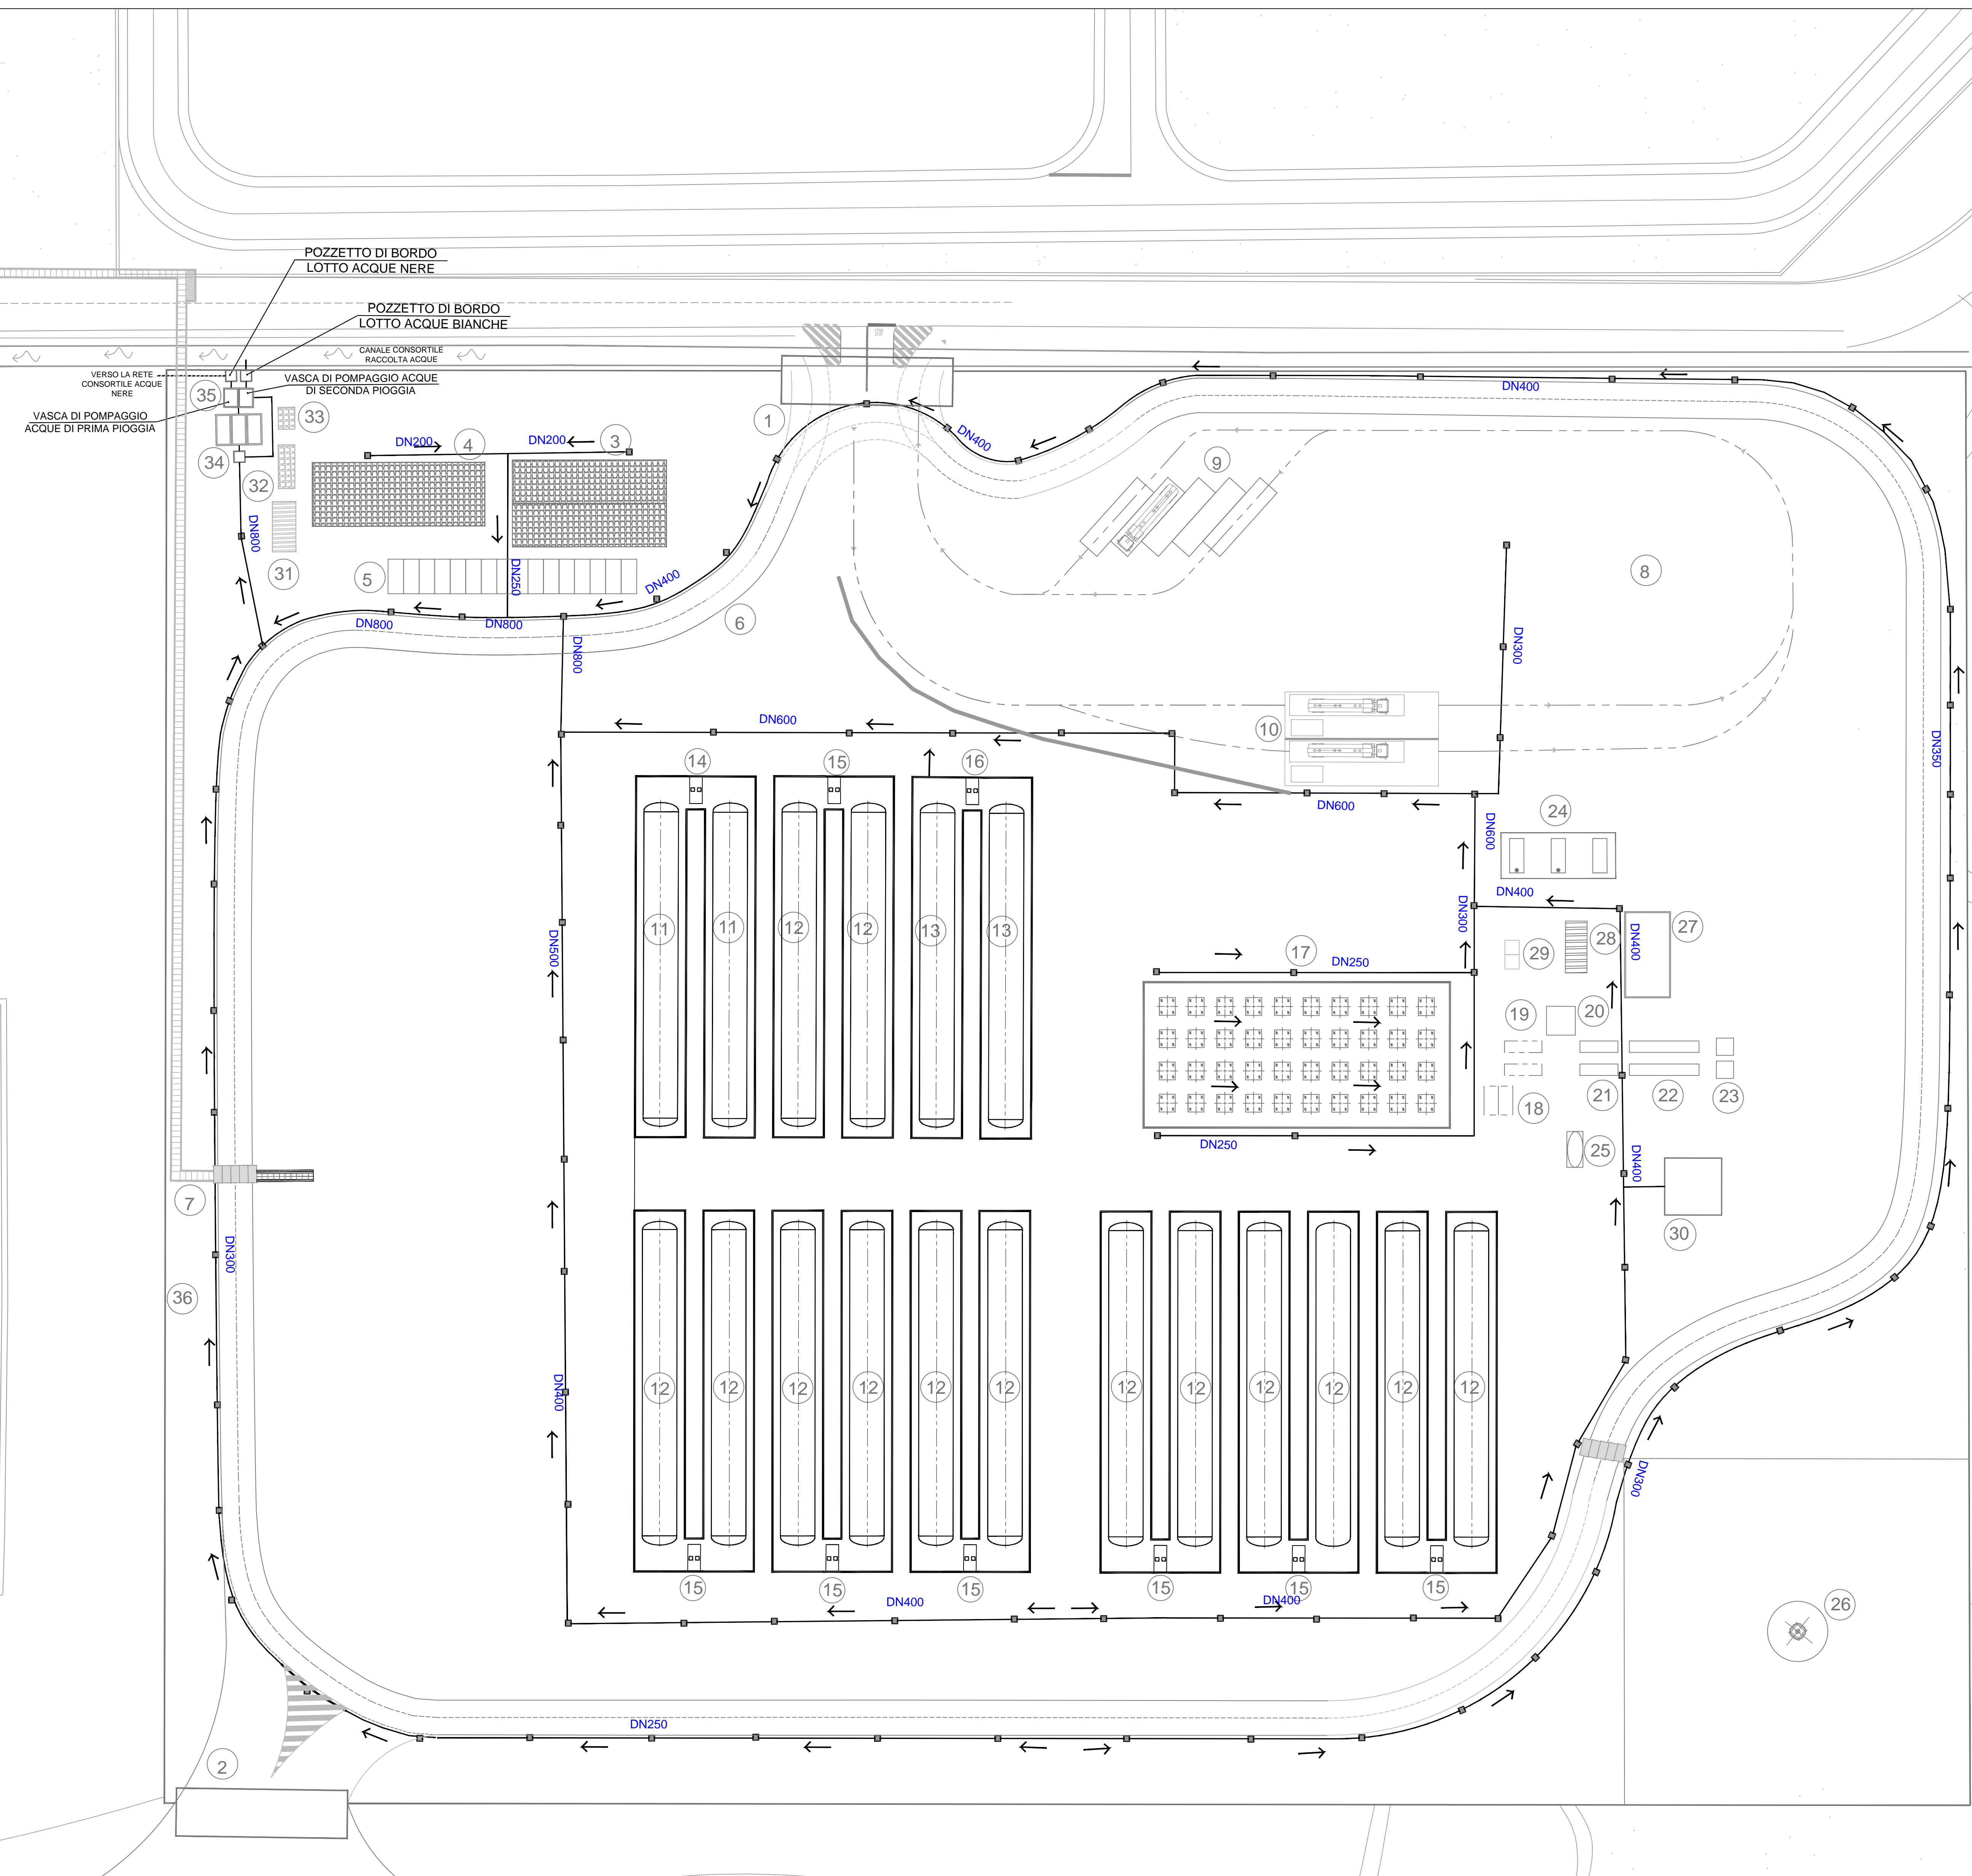 POZZETTO DI BORDO
LOTTO ACQUE NERE
POZZETTO DI BORDO
LOTTO ACQUE BIANCHE
CANALE CONSORTILE
RACCOLTA ACQUE
VERSO LA RETE
CONSORTILE ACQUE
NERE
VASCA DI POMPAGGIO ACQUE
DI SECONDA PIOGGIA
VASCA DI POMPAGGIO
ACQUE DI PRIMA PIOGGIA
35
33
34
32
31
DN800
DN200
4
DN200
3
5
DN250
DN400
DN800
DN800
DN800
6
1
STOP
DN400
DN400
9
8
DN300
DN350
10
DN600
DN600
DN600
24
DN400
DN300
14
15
16
11
11
12
12
13
13
DN500
17
DN250
DN250
27
28
29
DN400
19
20
21
22
23
18
25
DN400
30
7
DN300
36
DN400
12
12
12
12
12
12
12
12
12
12
12
12
15
15
15
15
15
15
DN400
DN400
DN300
26
DN250
2